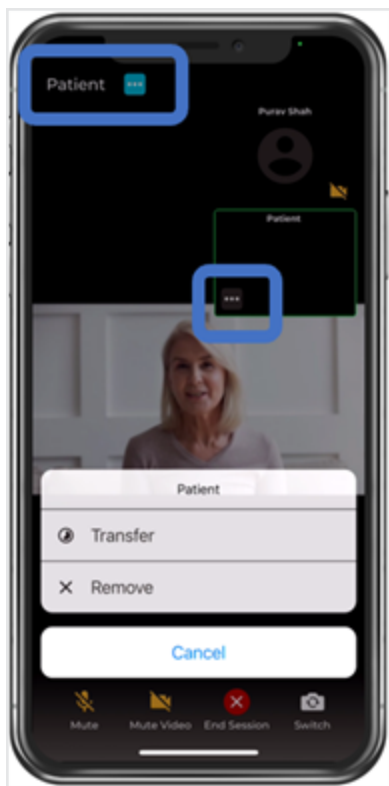 Patient
Purav Shah
Patient
Patient
Transfer
Remove
Cancel
Mute
Mute Video
End Session
Switch